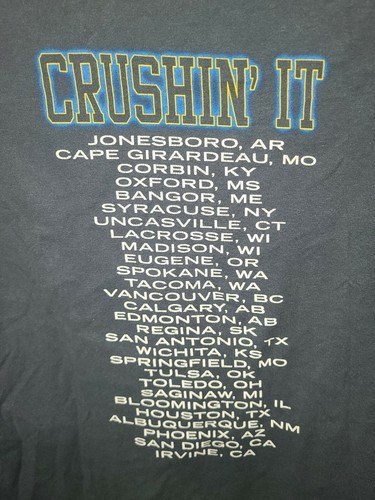 CRUSHIN' IT
JONESBORO, AR
CAPE GIRARDEAU, MO
CORBIN, KY
OXFORD, MS
BANGOR, ME
SYRACUSE, NY
UNCASVILLE, CT
LACROSSE, WI
MADISON, WI
EUGENE, OR
SPOKANE, WA
TACOMA, WA
VANCOUVER, BC
CALGARY, AB
EDMONTON, AB
REGINA, SK
SAN ANTONIO, TX
WICHITA, KS
SPRINGFIELD, MO
TULSA, OK
TOLEDO, OH
SAGINAW, MI
BLOOMINGTON, IL
HOUSTON, TX
ALBUQUERQUE, NM
PHOENIX, AZ
SAN DIEGO, CA
IRVINE, CA